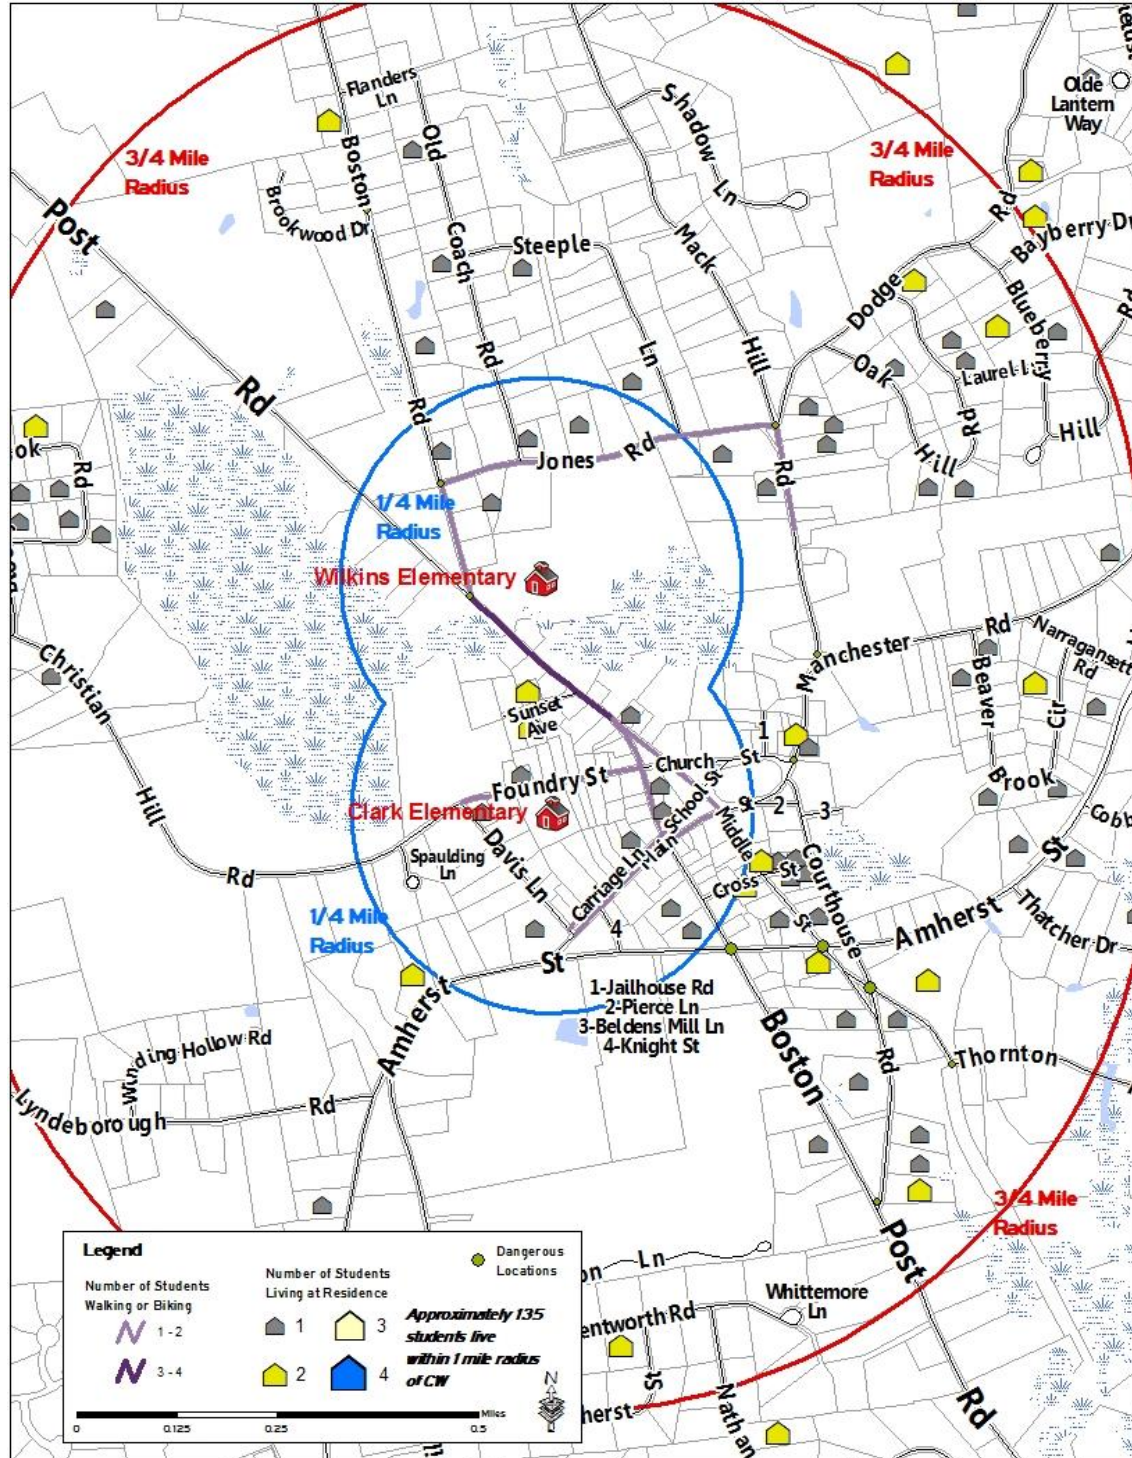 Flanders
Ln
Shadow
Ln
Olde
Lantern
Way
3/4 Mile
Radius
3/4 Mile
Radius
Boston
Rd
Old
Coach
Rd
Brookwood Dr
Post
Rd
Steeple
Ln
Mack
Hill
Rd
Dodge
Rd
Bayberry Dr
Blueberry
Hill
Rd
Oak
Hill
Rd
Laurel L
Jones Rd
ok
Rd
1/4 Mile
Radius
Wilkins Elementary
Christian
Hill
Rd
Manchester
Rd
Narragansett
Rd
Beaver
Brook
Cir
Sunset
Ave
1
Church St
Foundry St
School St
St 2
3
Clark Elementary
Middle
St
Main
Carriage Ln
Davis Ln
Spaulding
Ln
Cross St
Courthouse
Rd
Cobb
Amherst
St
Thatcher Dr
1/4 Mile
Radius
4
Amherst
St
1-Jailhouse Rd
2-Pierce Ln
3-Beldens Mill Ln
4-Knight St
Boston
Post
Rd
Winding Hollow Rd
Lyndeborough
Rd
Thornton
3/4 Mile
Radius
on Ln
Whittemore
Ln
entworth Rd
St
Nathan
herst
Legend
Number of Students
Walking or Biking
1 - 2
3 - 4
Number of Students
Living at Residence
1
3
2
4
Dangerous
Locations
Approximately 135
students live
within 1 mile radius
of CW
N
Miles
0 0.125 0.25 0.5